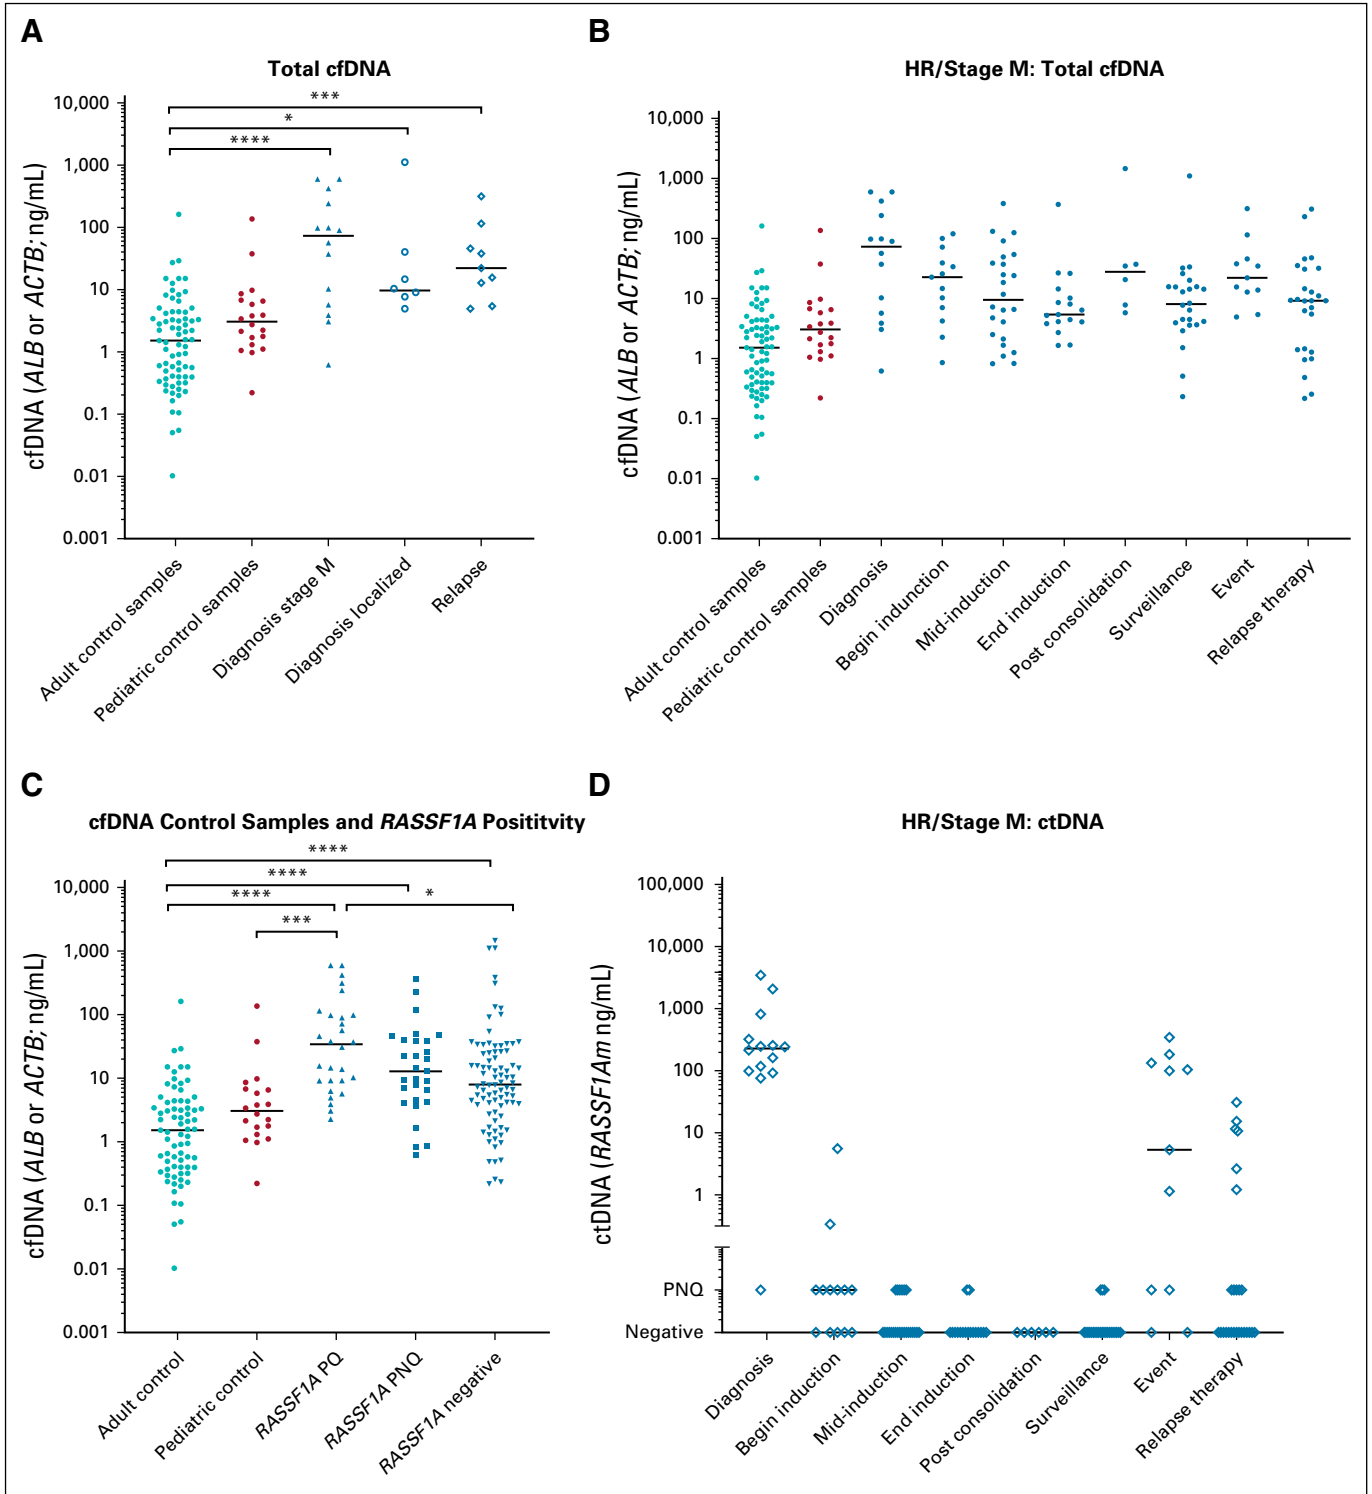 A
Total cfDNA
cfDNA (ALB or ACTB; ng/mL)
10,000
1,000
100
10
1
0.1
0.01
0.001
***
*
****
Adult control samples
Pediatric control samples
Diagnosis stage M
Diagnosis localized
Relapse
B
HR/Stage M: Total cfDNA
cfDNA (ALB or ACTB; ng/mL)
10,000
1,000
100
10
1
0.1
0.01
0.001
Adult control samples
Pediatric control samples
Diagnosis
Begin indunction
Mid-induction
End induction
Post consolidation
Surveillance
Event
Relapse therapy
C
cfDNA Control Samples and RASSF1A Posititvity
cfDNA (ALB or ACTB; ng/mL)
10,000
1,000
100
10
1
0.1
0.01
0.001
****
****
****
*
***
Adult control
Pediatric control
RASSF1A PQ
RASSF1A PNQ
RASSF1A negative
D
HR/Stage M: ctDNA
ctDNA (RASSF1Am ng/mL)
100,000
10,000
1,000
100
10
1
PNQ
Negative
Diagnosis
Begin induction
Mid-induction
End induction
Post consolidation
Surveillance
Event
Relapse therapy